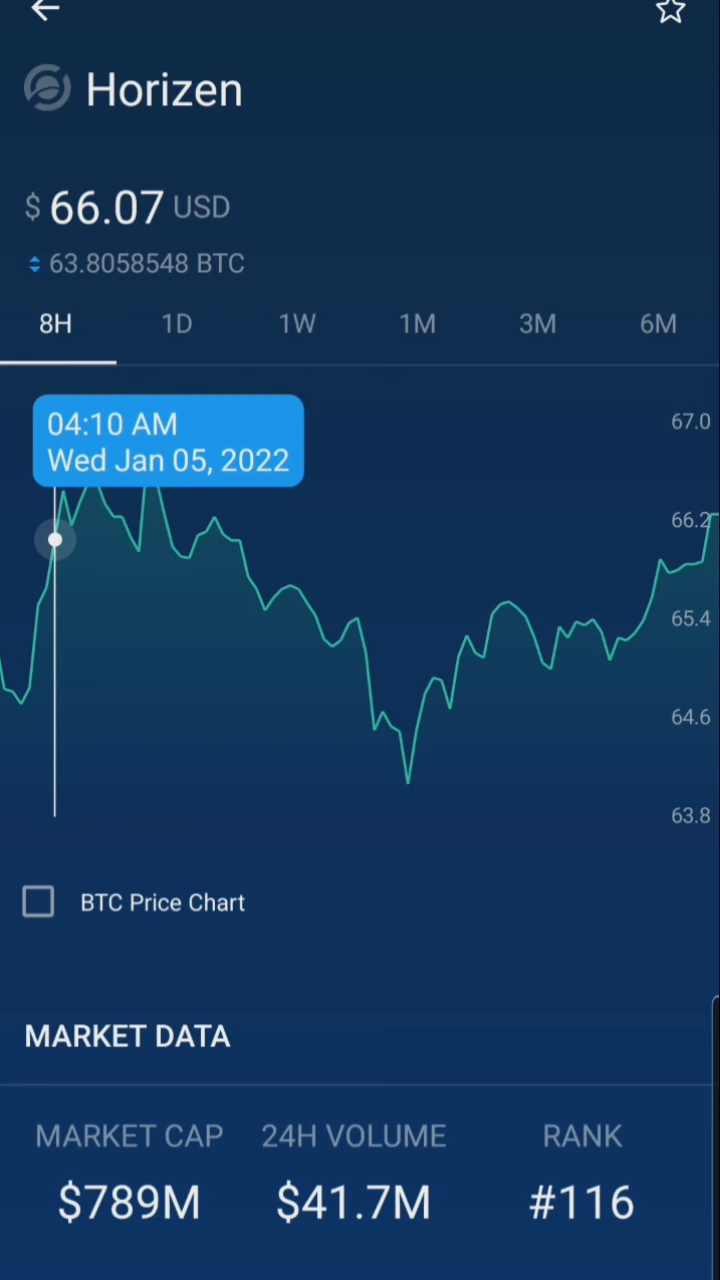 Horizen
$ 66.07 USD
63.8058548 BTC
8H 1D 1W 1M 3M 6M
04:10 AM
Wed Jan 05, 2022
67.0
66.2
65.4
64.6
63.8
BTC Price Chart
MARKET DATA
MARKET CAP 24H VOLUME RANK
$789M $41.7M #116